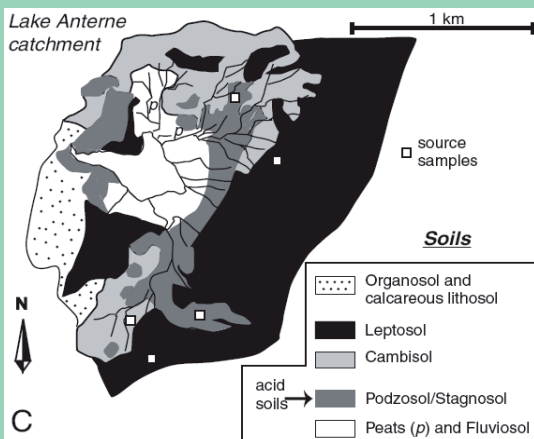 Lake Anterne
catchment
1 km
p
p
source
samples
Soils
Organosol and
calcareous lithosol
Leptosol
Cambisol
N
acid
soils
Podzosol/Stagnosol
Peats (p) and Fluviosol
C